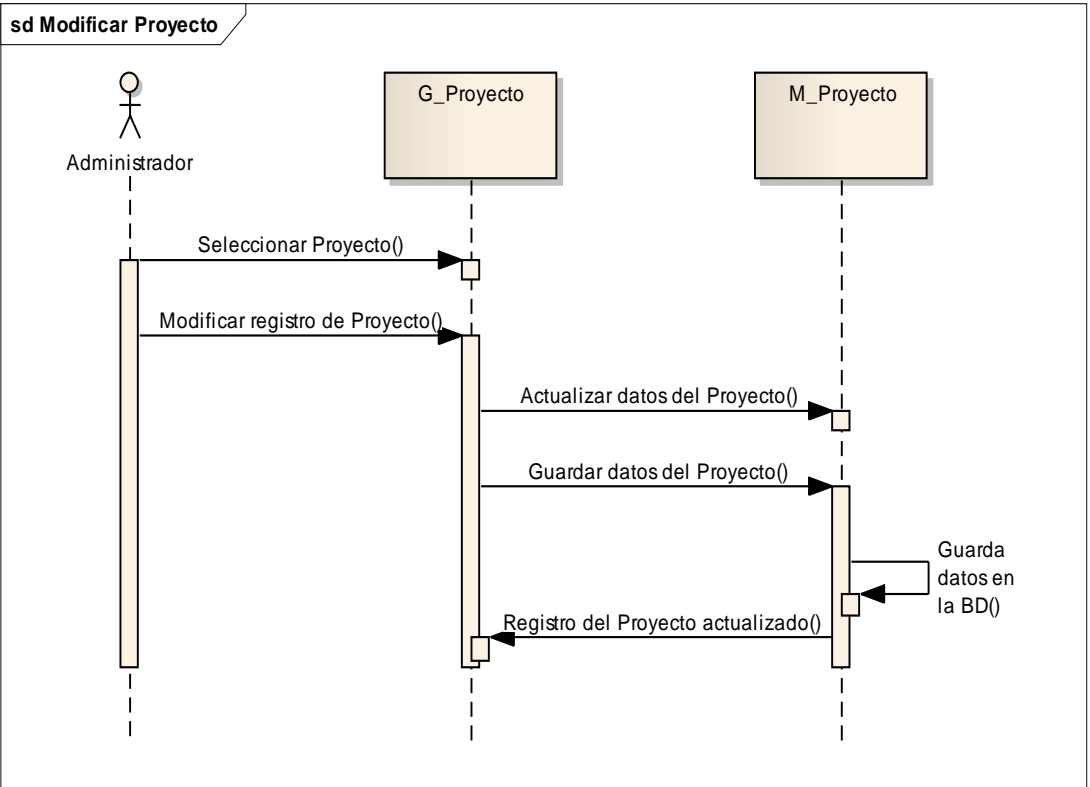 sd Modificar Proyecto
Administrador
G_Proyecto
M_Proyecto
Seleccionar Proyecto()
Modificar registro de Proyecto()
Actualizar datos del Proyecto()
Guardar datos del Proyecto()
Guarda
datos en
la BD()
Registro del Proyecto actualizado()